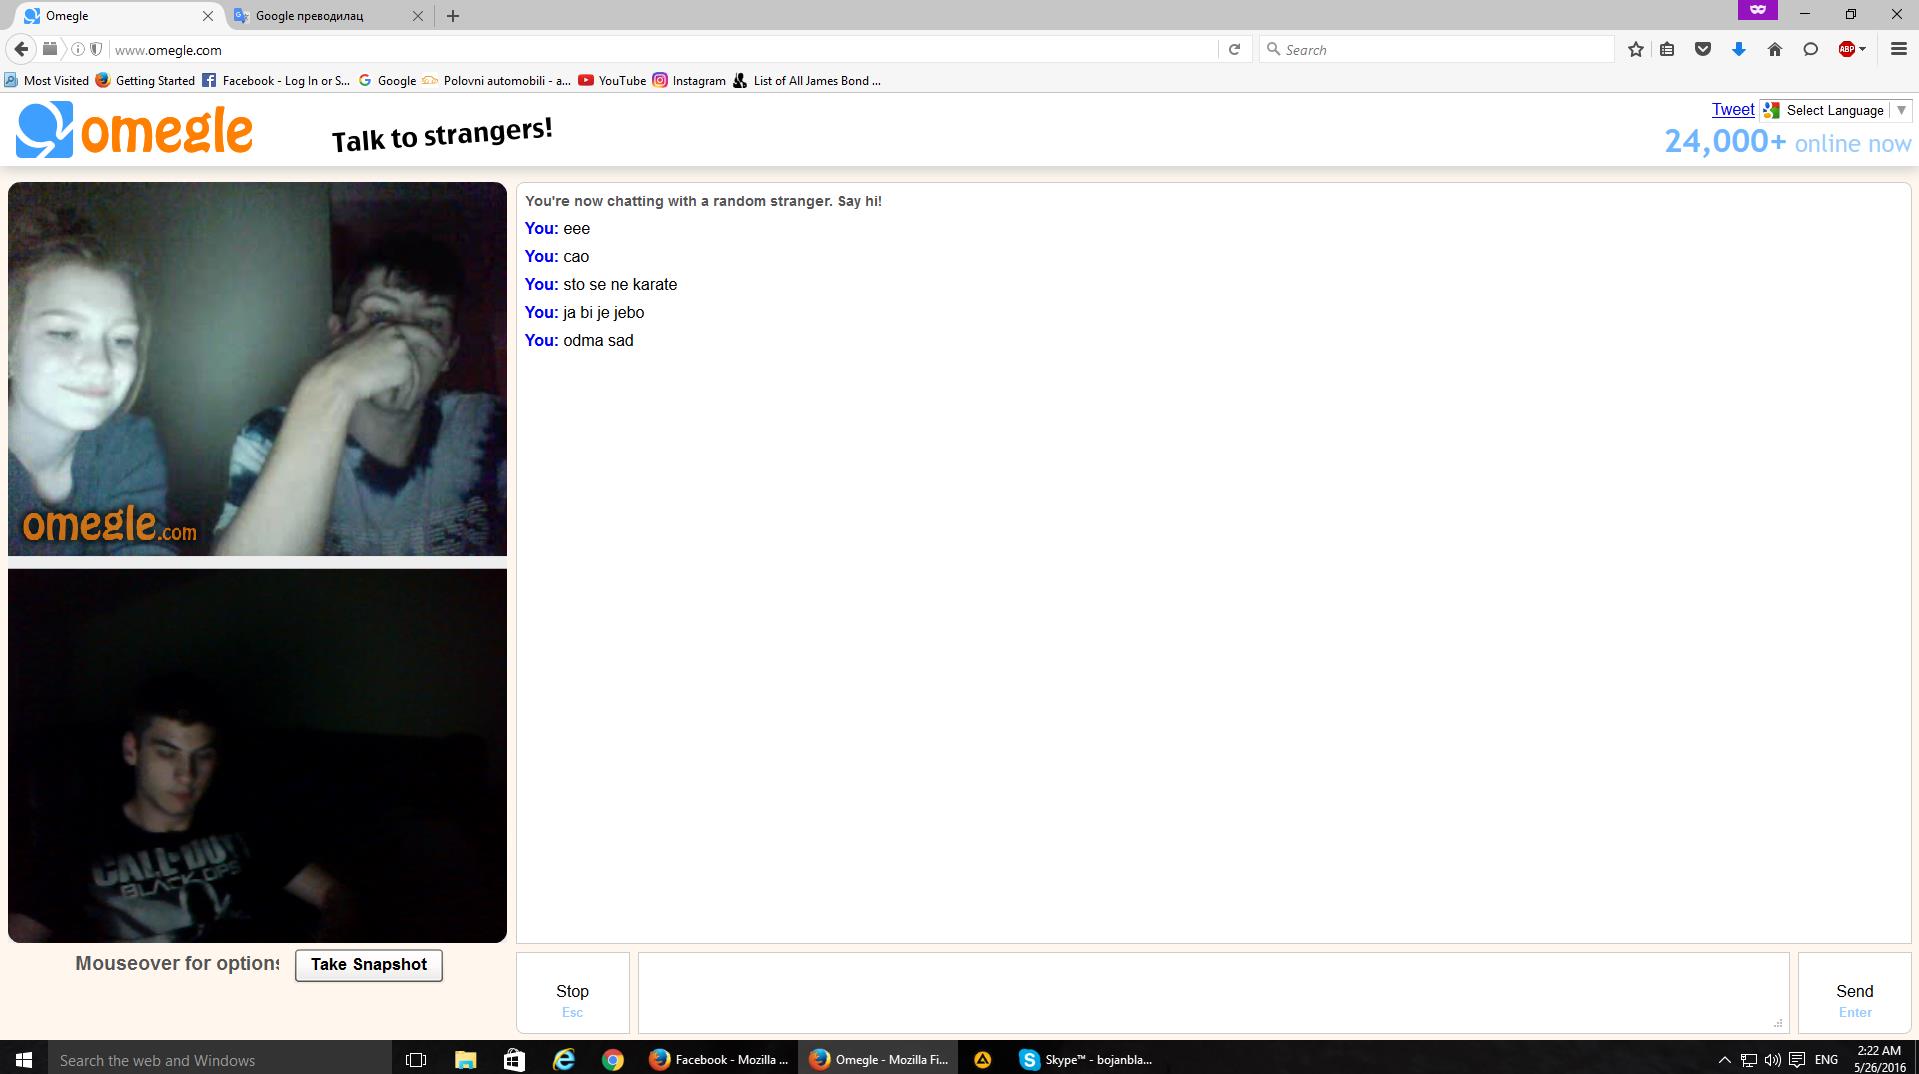 Omegle
Google преводилац
www.omegle.com
Search
Most Visited
Getting Started
Facebook - Log In or S...
Google
Polovni automobili - a...
YouTube
Instagram
List of All James Bond ...
omegle
Talk to strangers!
Tweet
Select Language
24,000+ online now
You're now chatting with a random stranger. Say hi!
You: eee
You: cao
You: sto se ne karate
You: ja bi je jebo
You: odma sad
omegle.com
CALL OF DUTY
BLACK OPS
Mouseover for options
Take Snapshot
Stop
Esc
Send
Enter
Search the web and Windows
Facebook - Mozilla ...
Omegle - Mozilla Fi...
Skype™ - bojanbla...
ENG
2:22 AM
5/26/2016